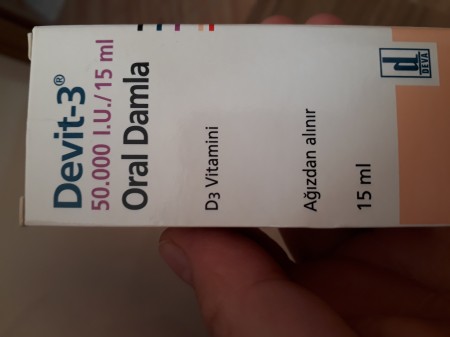 Devit-3®
50.000 I.U./15 ml
Oral Damla
D3 Vitamini
Ağızdan alınır
15 ml
DEVA